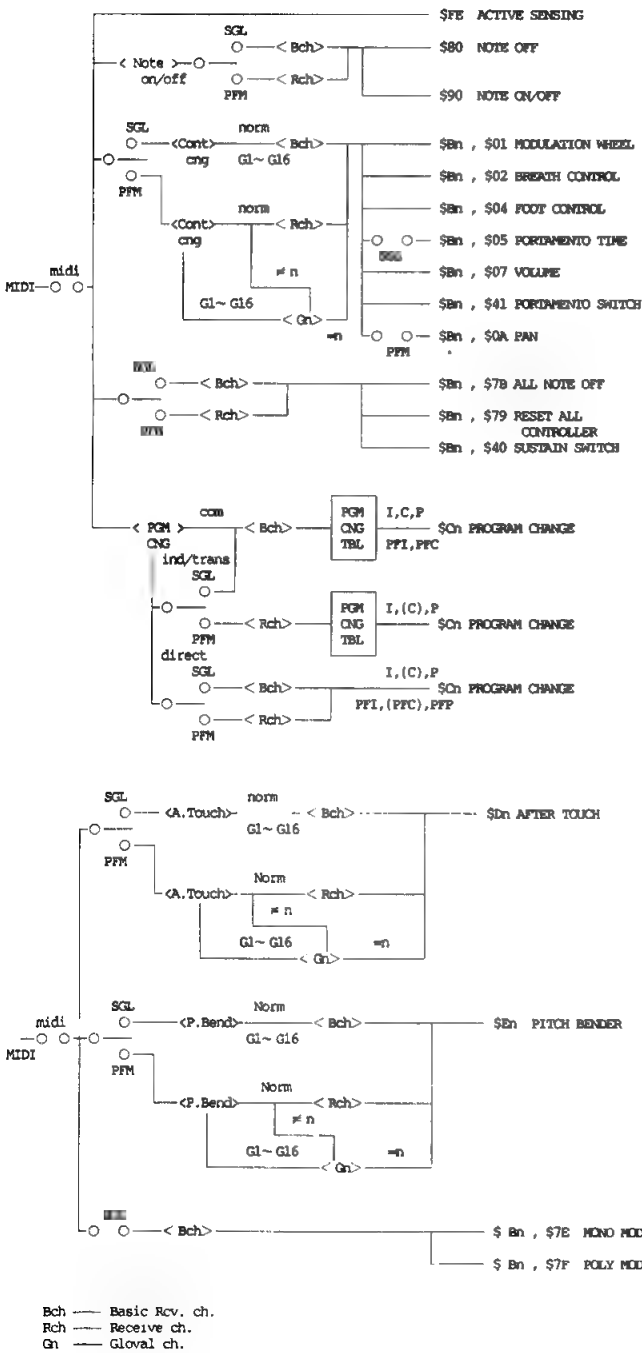 $FE ACTIVE SENSING
SGL
< Bch>
$80 NOTE OFF
< Note >
on/off
< Rch>
PFM
$90 NOTE ON/OFF
SGL
<Cont>
cng
norm
G1~ G16
< Bch>
$Bn , $01 MODULATION WHEEL
$Bn , $02 BREATH CONTROL
PFM
<Cont>
cng
norm
< Rch>
$Bn , $04 FOOT CONTROL
$Bn , $05 PORTAMENTO TIME
≠ n
$Bn , $07 VOLUME
midi
MIDI
G1~ G16
< Gn>
=n
$Bn , $41 PORTAMENTO SWITCH
PFM
$Bn , $0A PAN
< Bch>
$Bn , $7B ALL NOTE OFF
< Rch>
$Bn , $79 RESET ALL
CONTROLLER
$Bn , $40 SUSTAIN SWITCH
< PGM >
CNG
com
< Bch>
PGM
CNG
TBL
I,C,P
PFI,PFC
$Cn PROGRAM CHANGE
ind/trans
SGL
PFM
< Rch>
PGM
CNG
TBL
I,(C),P
$Cn PROGRAM CHANGE
direct
SGL
< Bch>
I,(C),P
$Cn PROGRAM CHANGE
PFM
< Rch>
PFI,(PFC),PFP
SGL
<A.Touch>
norm
G1~ G16
< Bch>
$Dn AFTER TOUCH
PFM
<A.Touch>
Norm
< Rch>
≠ n
G1~ G16
< Gn>
=n
midi
MIDI
SGL
<P.Bend>
Norm
G1~ G16
< Bch>
$En PITCH BENDER
PFM
<P.Bend>
Norm
< Rch>
≠ n
G1~ G16
< Gn>
=n
< Bch>
$ Bn , $7E MONO MOD
$ Bn , $7F POLY MOD
Bch — Basic Rcv. ch.
Rch — Receive ch.
Gn — Gloval ch.